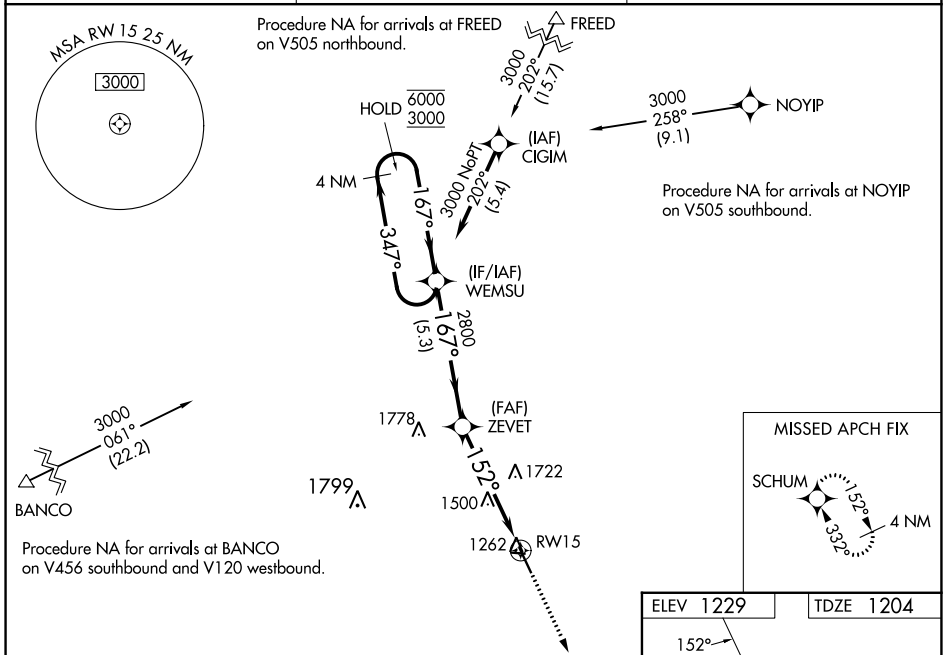 MSA RW 15 25 NM
3000
Procedure NA for arrivals at FREED
on V505 northbound.
FREED
3000
202°
(15.7)
HOLD
6000
3000
4 NM
167°
347°
(IAF)
CIGIM
3000 NoPT
202°
(5.4)
3000
258°
(9.1)
NOYIP
Procedure NA for arrivals at NOYIP
on V505 southbound.
(IF/IAF)
WEMSU
2800
167°
(5.3)
3000
061°
(22.2)
BANCO
Procedure NA for arrivals at BANCO
on V456 southbound and V120 westbound.
1778
(FAF)
ZEVET
152°
1722
1799
1500
1262
RW15
MISSED APCH FIX
SCHUM
152°
332°
4 NM
ELEV 1229
TDZE 1204
152°